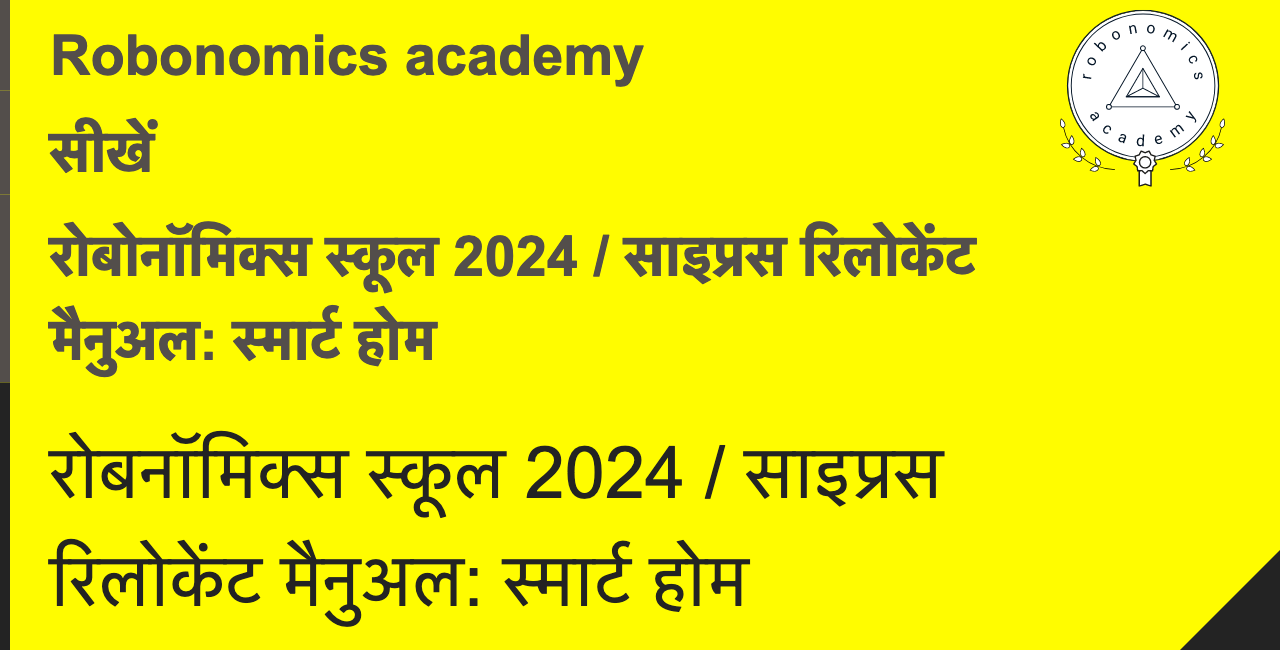 Robonomics academy
सीखें
रोबोनॉमिक्स स्कूल 2024 / साइप्रस रिलोकेंट
मैनुअल: स्मार्ट होम
रोबनॉमिक्स स्कूल 2024 / साइप्रस
रिलोकेंट मैनुअल: स्मार्ट होम
robonomics
academy